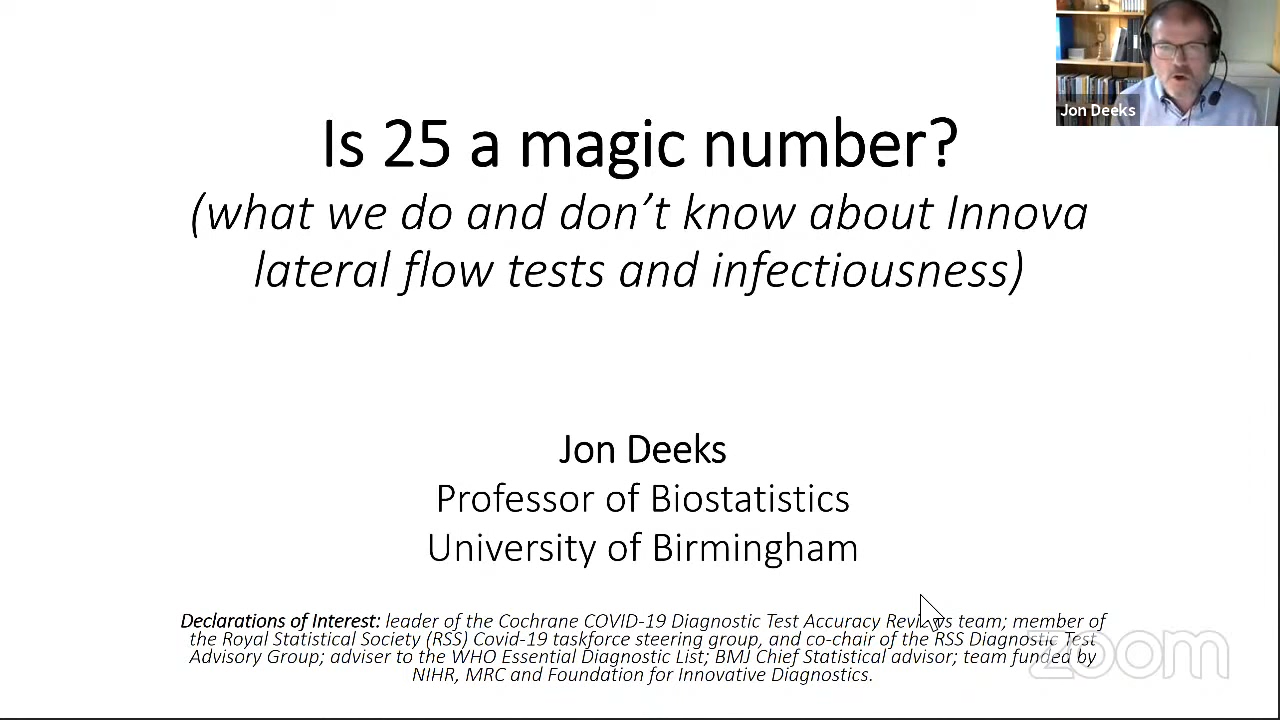 Jon Deeks
Is 25 a magic number?
(what we do and don't know about Innova
lateral flow tests and infectiousness)
Jon Deeks
Professor of Biostatistics
University of Birmingham
Declarations of Interest: leader of the Cochrane COVID-19 Diagnostic Test Accuracy Reviews team; member of
the Royal Statistical Society (RSS) Covid-19 taskforce steering group, and co-chair of the RSS Diagnostic Test
Advisory Group; adviser to the WHO Essential Diagnostic List; BMJ Chief Statistical advisor; team funded by
NIHR, MRC and Foundation for Innovative Diagnostics.
zoom